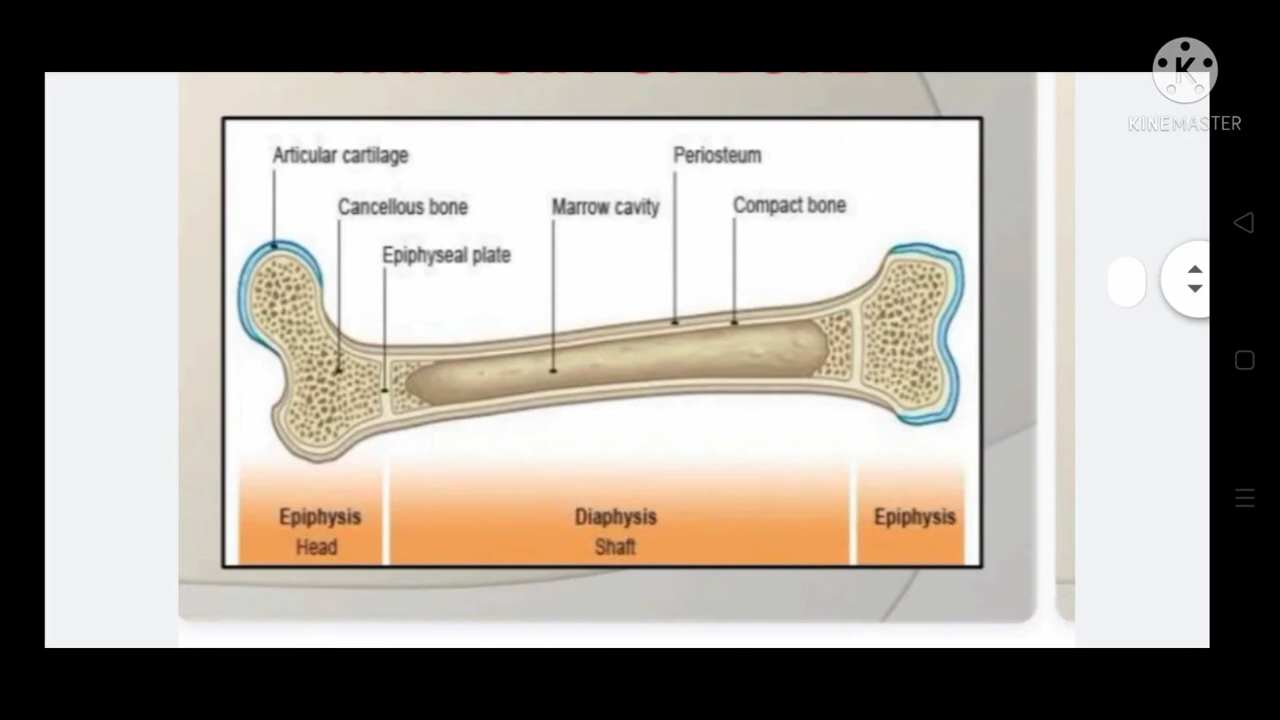 K
KINEMASTER
Articular cartilage
Periosteum
Cancellous bone
Marrow cavity
Compact bone
Epiphyseal plate
Epiphysis
Head
Diaphysis
Shaft
Epiphysis